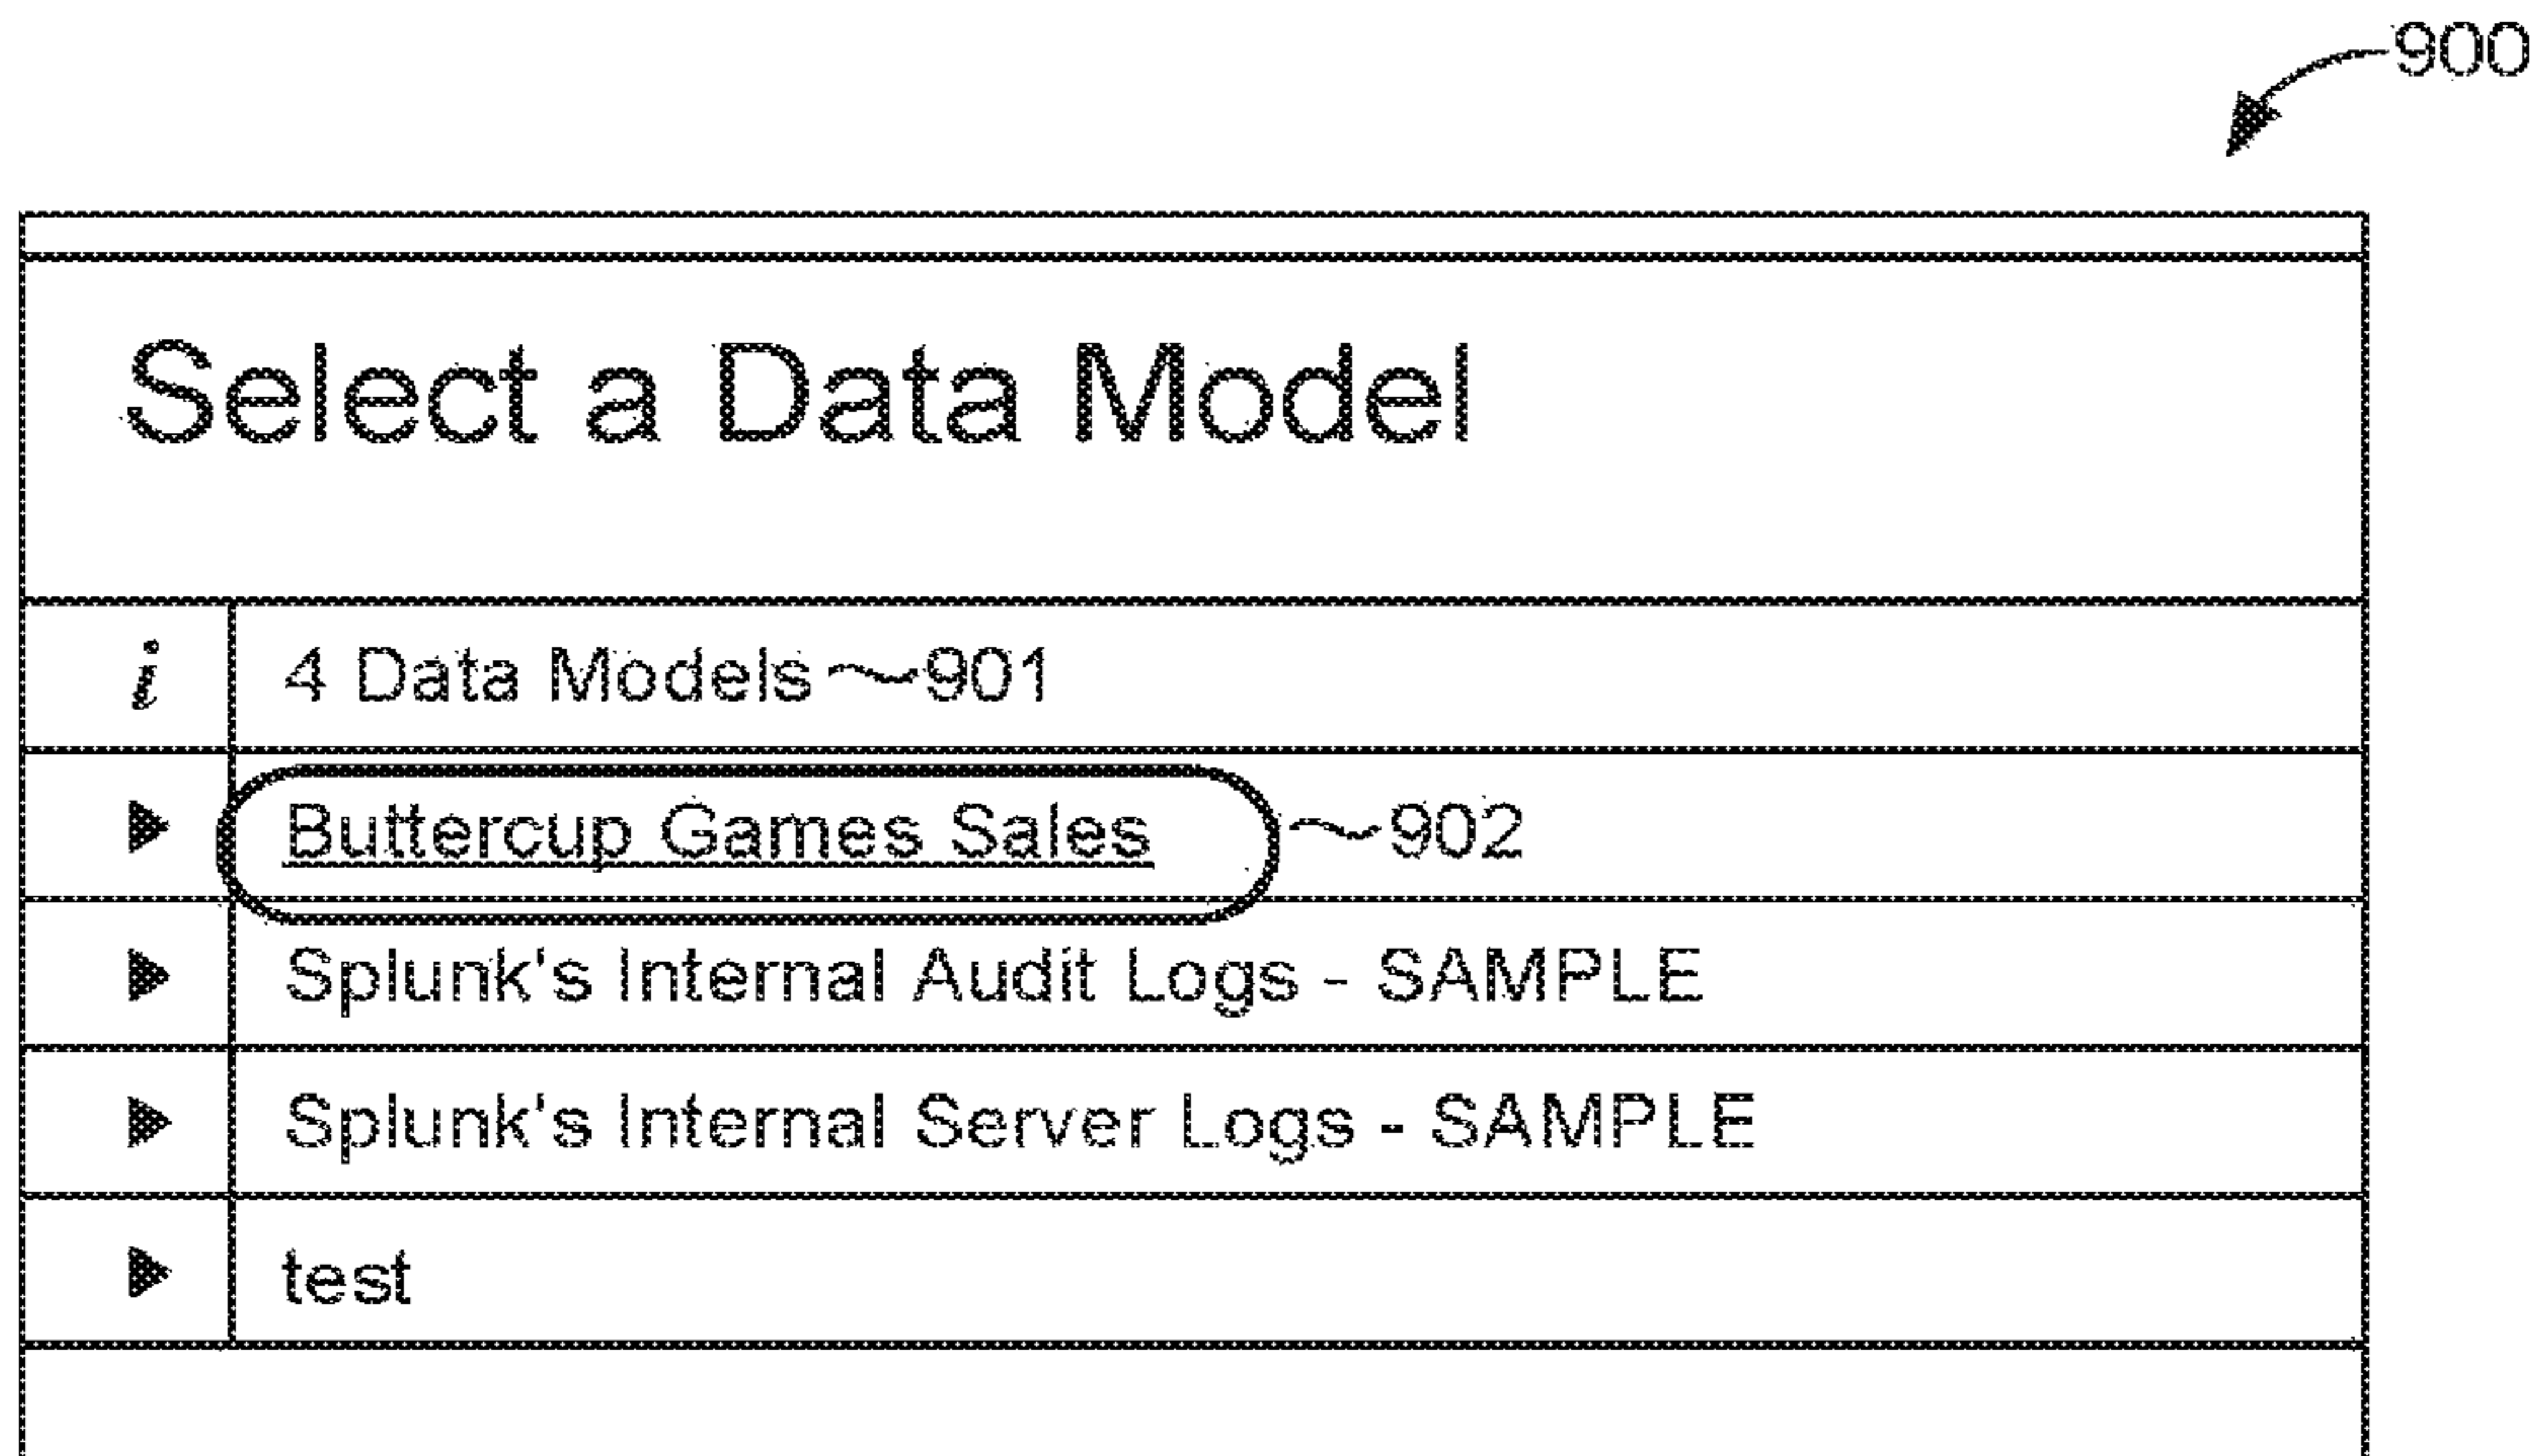 900
Select a Data Model
i 4 Data Models 901
Buttercup Games Sales 902
Splunk's Internal Audit Logs - SAMPLE
Splunk's Internal Server Logs - SAMPLE
test